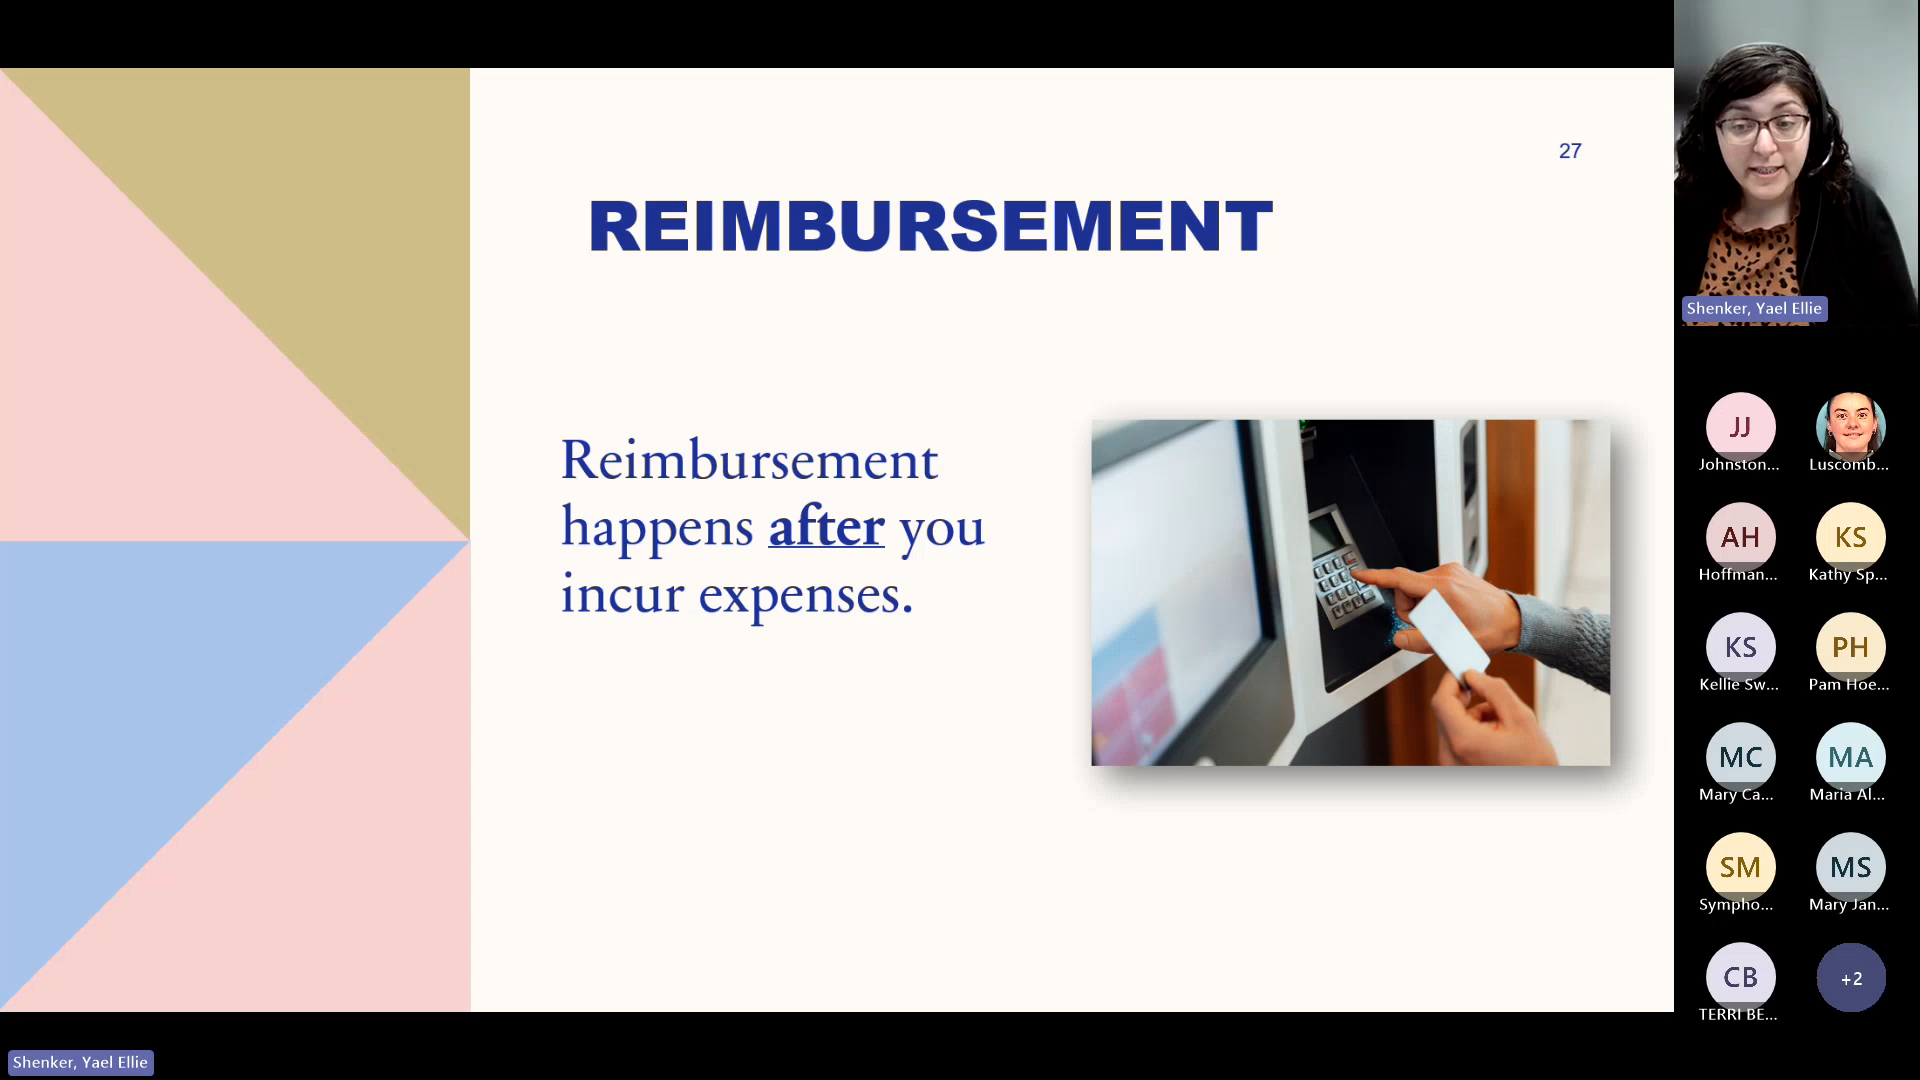 27
REIMBURSEMENT
Reimbursement
happens after you
incur expenses.
Shenker, Yael Ellie
JJ
Johnston...
Luscomb...
AH
Hoffman...
KS
Kathy Sp...
KS
Kellie Sw...
PH
Pam Hoe...
MC
Mary Ca...
MA
Maria Al...
SM
Sympho...
MS
Mary Jan...
CB
TERRI BE...
+2
Shenker, Yael Ellie